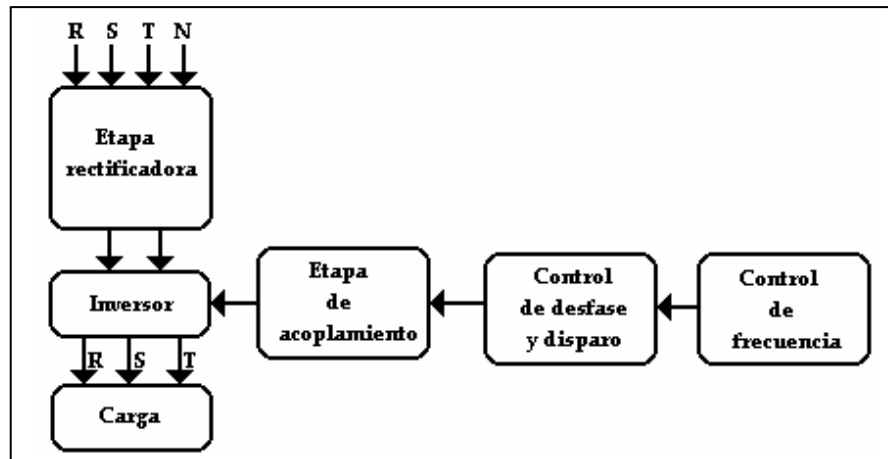 R S T N
Etapa
rectificadora
Inversor
R S T
Carga
Etapa
de
acoplamiento
Control
de desfase
y disparo
Control
de
frecuencia